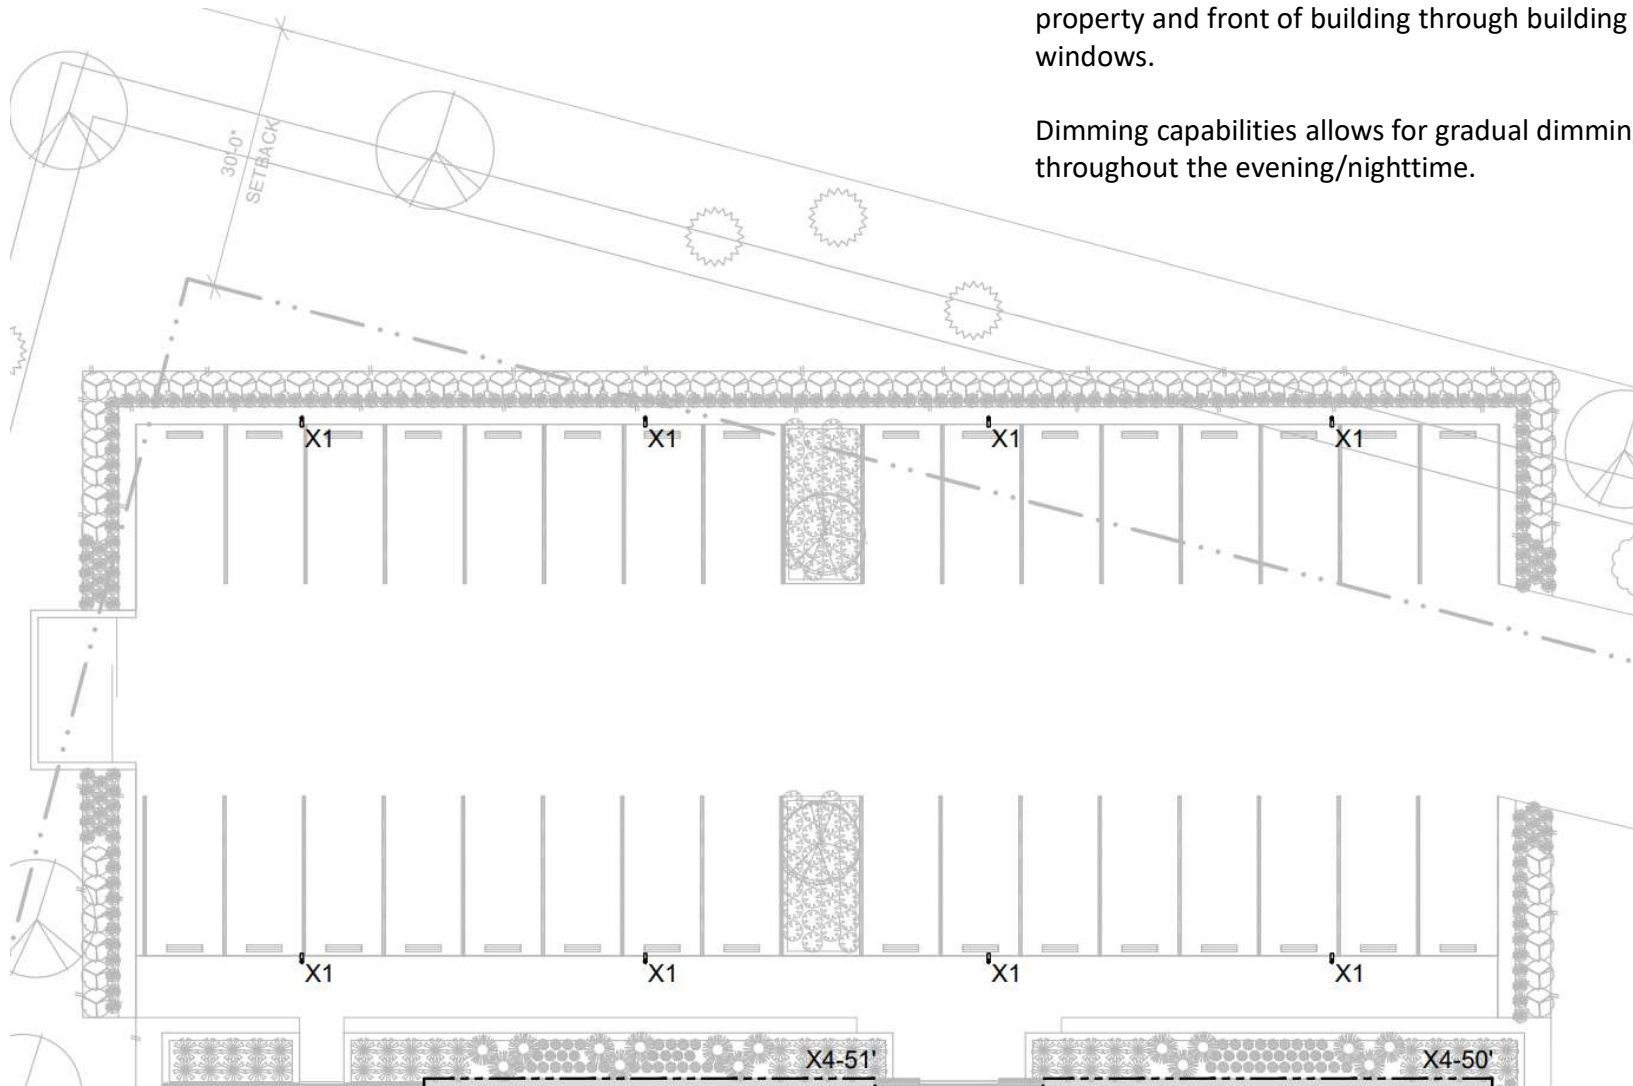 property and front of building through building
windows.
Dimming capabilities allows for gradual dimmin
throughout the evening/nighttime.
30'-0"
SETBACK
X1 X1 X1 X1
X1 X1 X1 X1
X4-51' X4-50'